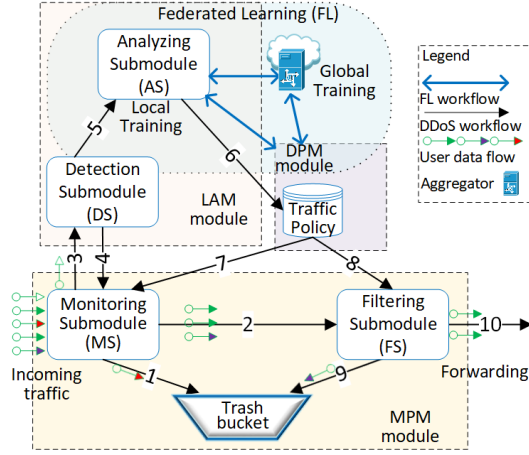 Federated Learning (FL)
Analyzing
Submodule
(AS)
Local
Training
Global
Training
Legend
FL workflow
DDoS workflow
User data flow
Aggregator
5
6
DPM
module
Detection
Submodule
(DS)
LAM
module
Traffic
Policy
3
4
7
8
Monitoring
Submodule
(MS)
2
Filtering
Submodule
(FS)
10
Incoming
traffic
1
9
Forwarding
Trash
bucket
MPM
module